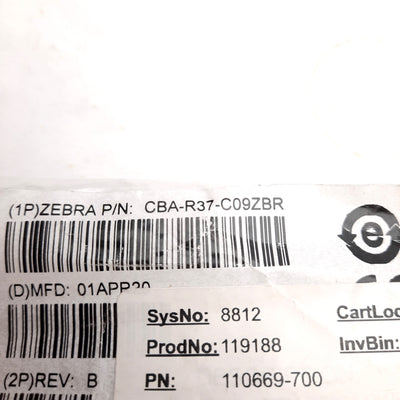 (1P)ZEBRA P/N: CBA-R37-C09ZBR
e
(D)MFD: 01APR20
SysNo: 8812 CartLoc
ProdNo: 119188 InvBin:
(2P)REV: B PN: 110669-700